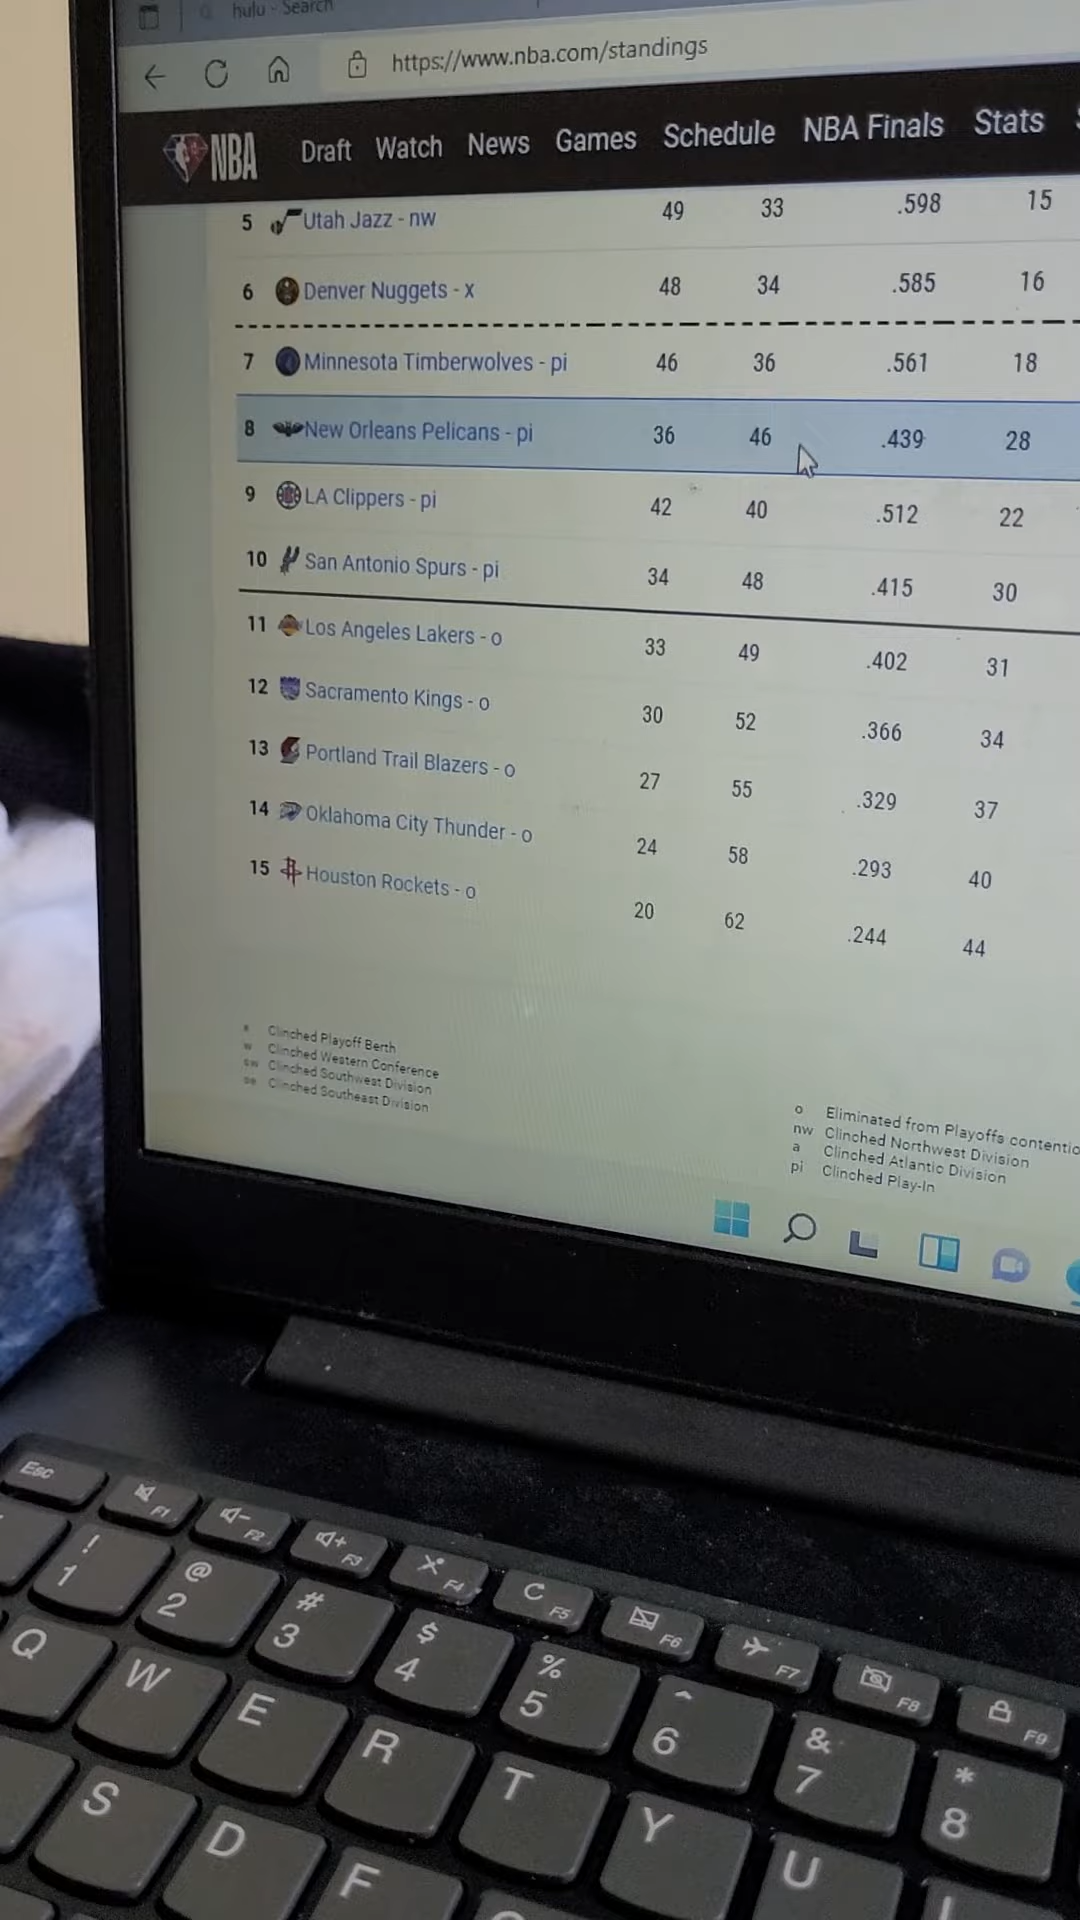 hulu - Search
https://www.nba.com/standings
NBA Draft Watch News Games Schedule NBA Finals Stats
5 Utah Jazz - nw 49 33 .598 15
6 Denver Nuggets - x 48 34 .585 16
7 Minnesota Timberwolves - pi 46 36 .561 18
8 New Orleans Pelicans - pi 36 46 .439 28
9 LA Clippers - pi 42 40 .512 22
10 San Antonio Spurs - pi 34 48 .415 30
11 Los Angeles Lakers - o 33 49 .402 31
12 Sacramento Kings - o 30 52 .366 34
13 Portland Trail Blazers - o 27 55 .329 37
14 Oklahoma City Thunder - o 24 58 .293 40
15 Houston Rockets - o 20 62 .244 44
x Clinched Playoff Berth
w Clinched Western Conference
sw Clinched Southwest Division
se Clinched Southeast Division
o Eliminated from Playoffs contentio
nw Clinched Northwest Division
a Clinched Atlantic Division
pi Clinched Play-In
Esc F1 F2 F3 F4 F5 F6 F7 F8 F9
! 1 @ 2 # 3 $ 4 % 5 ^ 6 & 7 * 8
Q W E R T Y U
S D F